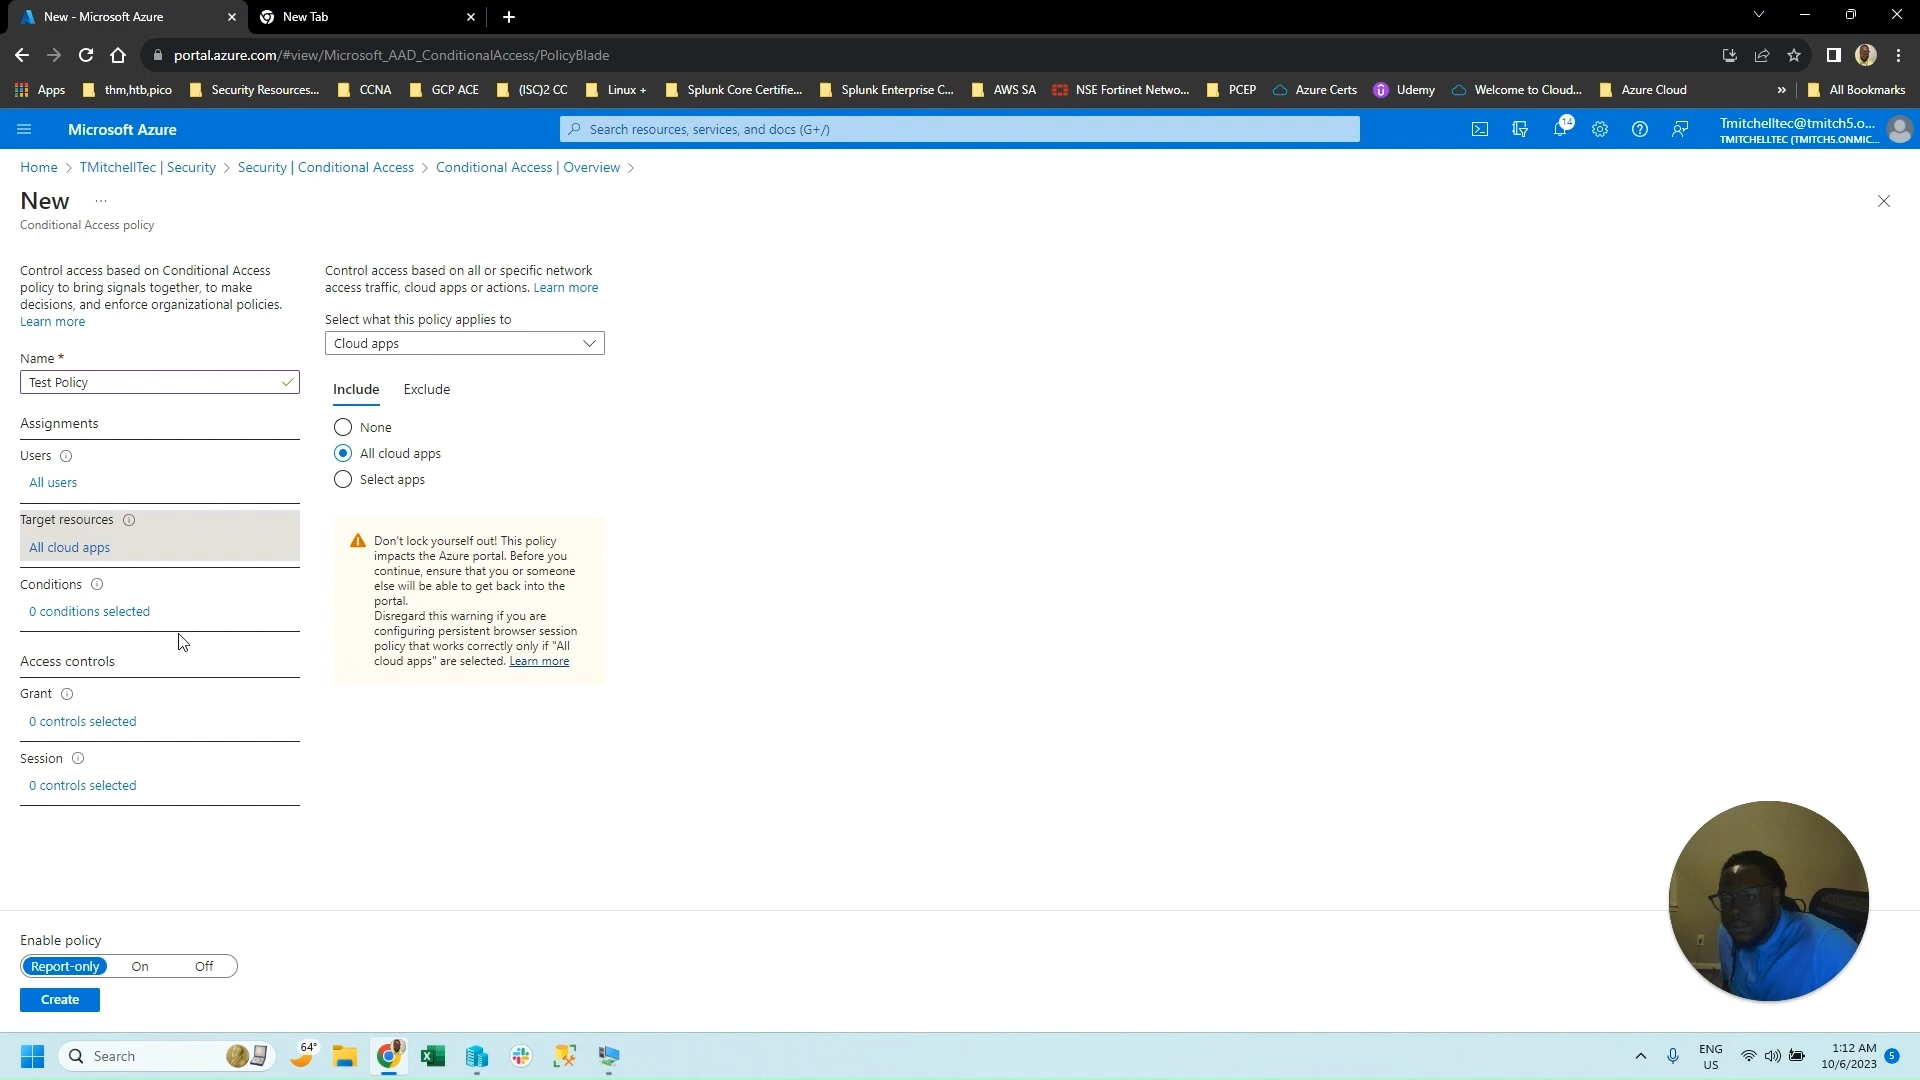 New - Microsoft Azure
New Tab
portal.azure.com/#view/Microsoft_AAD_ConditionalAccess/PolicyBlade
Apps
thm,htb,pico
Security Resources...
CCNA
GCP ACE
(ISC)2 CC
Linux +
Splunk Core Certifie...
Splunk Enterprise C...
AWS SA
NSE Fortinet Netwo...
PCEP
Azure Certs
Udemy
Welcome to Cloud...
Azure Cloud
»
All Bookmarks
Microsoft Azure
Search resources, services, and docs (G+/)
14
Tmitchelltec@tmitch5.o...
TMITCHELLTEC (TMITCH5.ONMIC...
Home > TMitchellTec | Security > Security | Conditional Access > Conditional Access | Overview >
New ...
Conditional Access policy
Control access based on Conditional Access
policy to bring signals together, to make
decisions, and enforce organizational policies.
Learn more
Name *
Test Policy
Assignments
Users
All users
Target resources
All cloud apps
Conditions
0 conditions selected
Access controls
Grant
0 controls selected
Session
0 controls selected
Control access based on all or specific network
access traffic, cloud apps or actions. Learn more
Select what this policy applies to
Cloud apps
Include
Exclude
None
All cloud apps
Select apps
Don't lock yourself out! This policy
impacts the Azure portal. Before you
continue, ensure that you or someone
else will be able to get back into the
portal.
Disregard this warning if you are
configuring persistent browser session
policy that works correctly only if "All
cloud apps" are selected. Learn more
Enable policy
Report-only
On
Off
Create
Search
64°
ENG
US
1:12 AM
10/6/2023
5